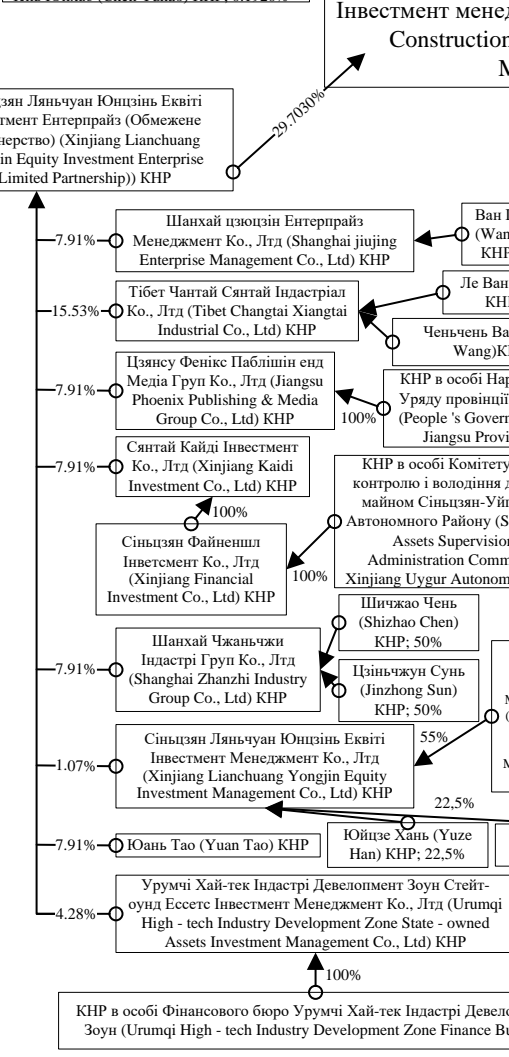 Інвестмент менед
Construction
М
29.7030%
зян Ляньчуан Юнцзінь Еквіті
тмент Ентерпрайз (Обмежене
нерство) (Xinjiang Lianchuang
in Equity Investment Enterprise
Limited Partnership)) КНР
7.91%
Шанхай цзюцзін Ентерпрайз
Менеджмент Ко., Лтд (Shanghai jiujing
Enterprise Management Co., Ltd) КНР
Ван
(Wan
КНР
15.53%
Тібет Чантай Сянтай Індастріал
Ко., Лтд (Tibet Changtai Xiangtai
Industrial Co., Ltd) КНР
Ле Ван
КН
Ченьчень Ва
Wang)КН
7.91%
Цзянсу Фенікс Паблішін енд
Медіа Груп Ко., Лтд (Jiangsu
Phoenix Publishing & Media
Group Co., Ltd) КНР
100%
КНР в особі Нар
Уряду провінції
(People 's Govern
Jiangsu Provi
7.91%
Сянтай Кайді Інвестмент
Ко., Лтд (Xinjiang Kaidi
Investment Co., Ltd) КНР
100%
Сіньцзян Файненшл
Інветсмент Ко., Лтд
(Xinjiang Financial
Investment Co., Ltd) КНР
100%
КНР в особі Комітету
контролю і володіння д
майном Сіньцзян-Уйг
Автономного Району (S
Assets Supervision
Administration Comm
Xinjiang Uygur Autonom
7.91%
Шанхай Чжаньчжи
Індастрі Груп Ко., Лтд
(Shanghai Zhanzhi Industry
Group Co., Ltd) КНР
Шичжао Чень
(Shizhao Chen)
КНР; 50%
Цзіньчжун Сунь
(Jinzhong Sun)
КНР; 50%
1.07%
Сіньцзян Ляньчуан Юнцзінь Еквіті
Інвестмент Менеджмент Ко., Лтд
(Xinjiang Lianchuang Yongjin Equity
Investment Management Co., Ltd) КНР
55%
22,5%
7.91%
Юань Тао (Yuan Tao) КНР
Юйцзе Хань (Yuze
Han) КНР; 22,5%
4.28%
Урумчі Хай-тек Індастрі Девелопмент Зоун Стейт-
оунд Ессетс Інвестмент Менеджмент Ко., Лтд (Urumqi
High - tech Industry Development Zone State - owned
Assets Investment Management Co., Ltd) КНР
100%
КНР в особі Фінансового бюро Урумчі Хай-тек Індастрі Девело
Зоун (Urumqi High - tech Industry Development Zone Finance Bu